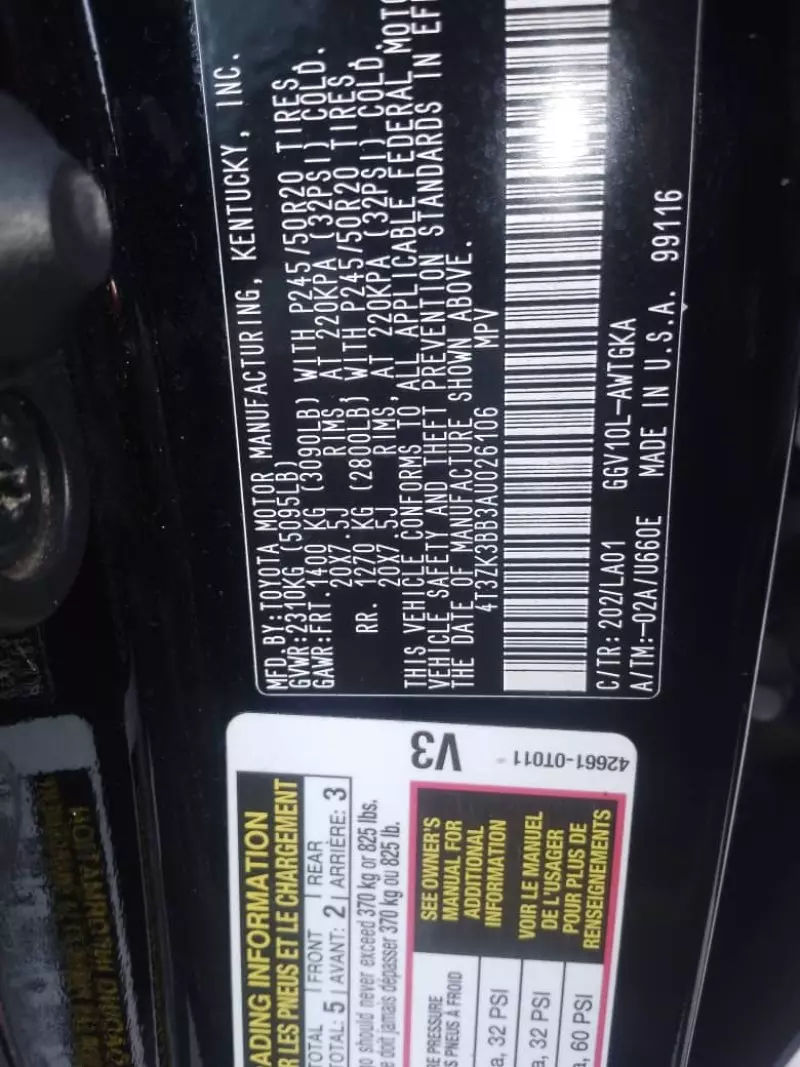 MFD.BY:TOYOTA MOTOR MANUFACTURING, KENTUCKY, INC.
GVWR:2310KG (5095LB)
GAWR:FRT.1400 KG (3090LB) WITH P245/50R20 TIRES,
20X7.5J RIMS, AT 220KPA (32PSI) COLD.
RR. 1270 KG (2800LB) WITH P245/50R20 TIRES,
20X7.5J RIMS, AT 220KPA (32PSI) COLD.
THIS VEHICLE CONFORMS TO ALL APPLICABLE FEDERAL MOTO
VEHICLE SAFETY AND THEFT PREVENTION STANDARDS IN EF
THE DATE OF MANUFACTURE SHOWN ABOVE.
4T3ZK3BB3AU026106 MPV
C/TR: 202/LA01 GGV10L-AWTGKA
A/TM:-02A/U660E MADE IN U.S.A. 99116
ADING INFORMATION
R LES PNEUS ET LE CHARGEMENT
TOTAL | FRONT | REAR
TOTAL: 5 | AVANT: 2 | ARRIÈRE: 3
o should never exceed 370 kg or 825 lbs.
e doit jamais dépasser 370 kg ou 825 lb.
V3
42661-0T011
E PRESSURE
S PNEUS À FROID
a, 32 PSI
a, 32 PSI
a, 60 PSI
SEE OWNER'S
MANUAL FOR
ADDITIONAL
INFORMATION
VOIR LE MANUEL
DE L'USAGER
POUR PLUS DE
RENSEIGNEMENTS